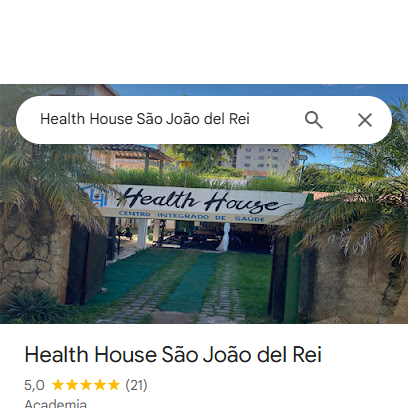 Health House São João del Rei
Health House
CENTRO INTEGRADO DE SAÚDE
Health House São João del Rei
5,0 (21)
Academia